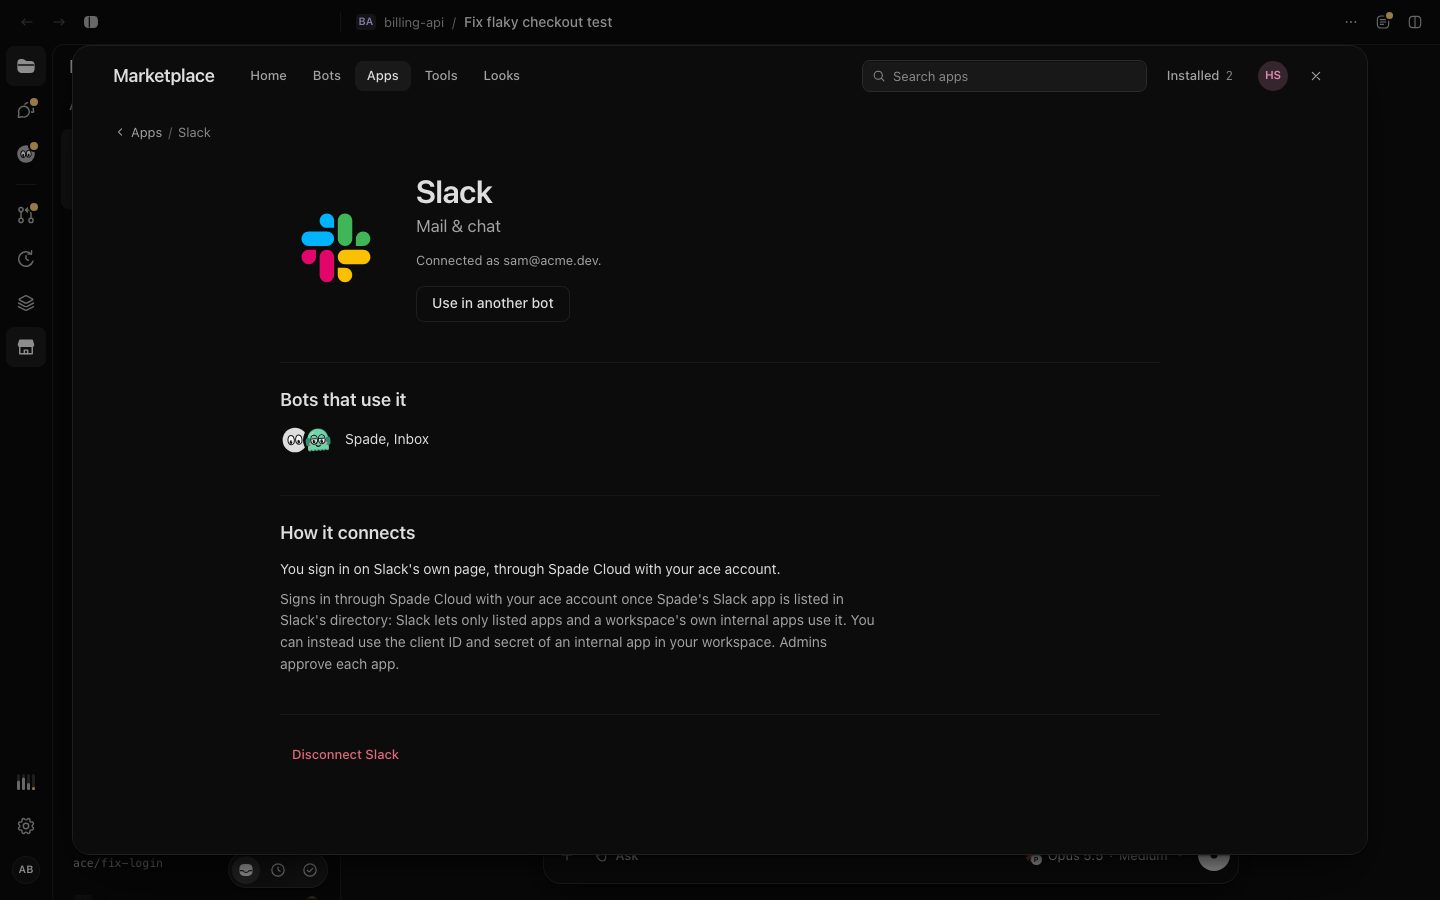 BA billing-api / Fix flaky checkout test
Marketplace
Home
Bots
Apps
Tools
Looks
Search apps
Installed 2
HS
Apps / Slack
Slack
Mail & chat
Connected as sam@acme.dev.
Use in another bot
Bots that use it
Spade, Inbox
How it connects
You sign in on Slack's own page, through Spade Cloud with your ace account.
Signs in through Spade Cloud with your ace account once Spade's Slack app is listed in
Slack's directory: Slack lets only listed apps and a workspace's own internal apps use it. You
can instead use the client ID and secret of an internal app in your workspace. Admins
approve each app.
Disconnect Slack
ace/fix-login
AB
Ask
Opus 5.5 · Medium